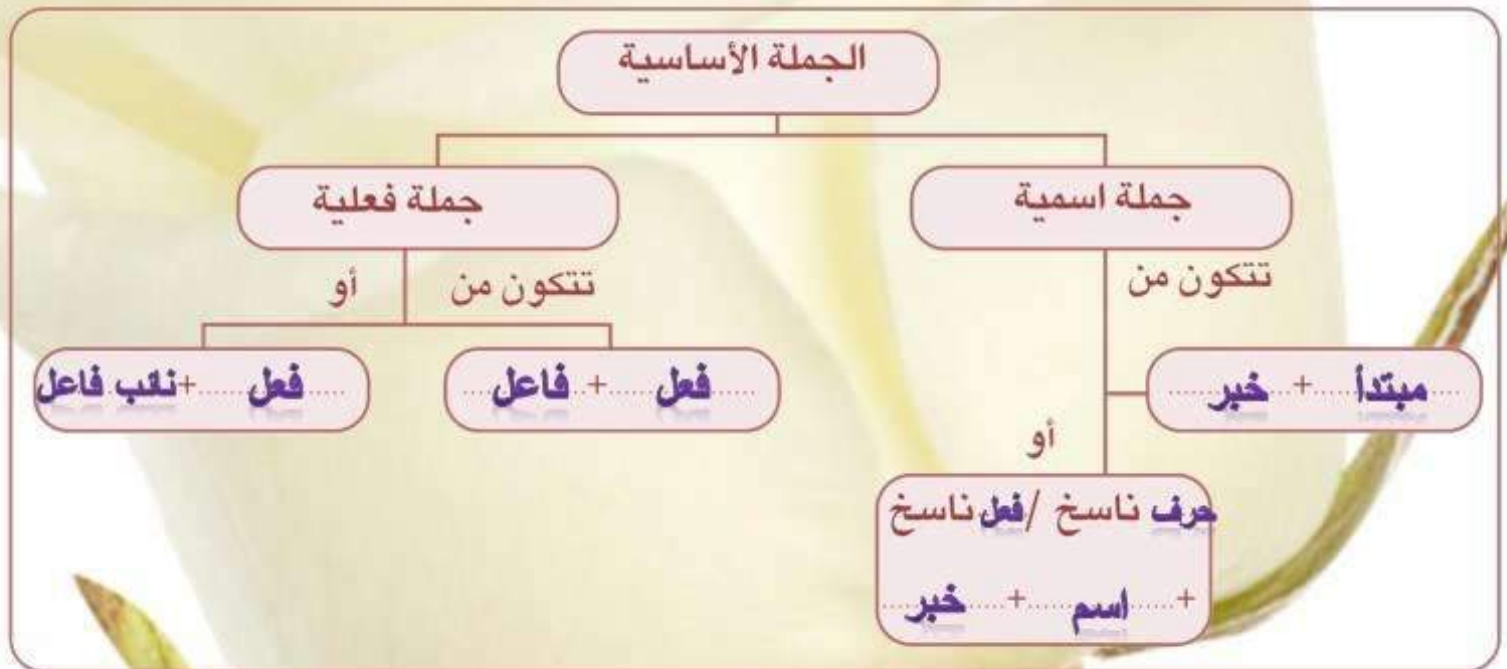 الجملة الأساسية
جملة اسمية
جملة فعلية
تتكون من
تتكون من
أو
مبتدأ + خبر
فعل + فاعل
فعل + نائب فاعل
أو
حرف ناسخ / فعل ناسخ
+ اسم + خبر